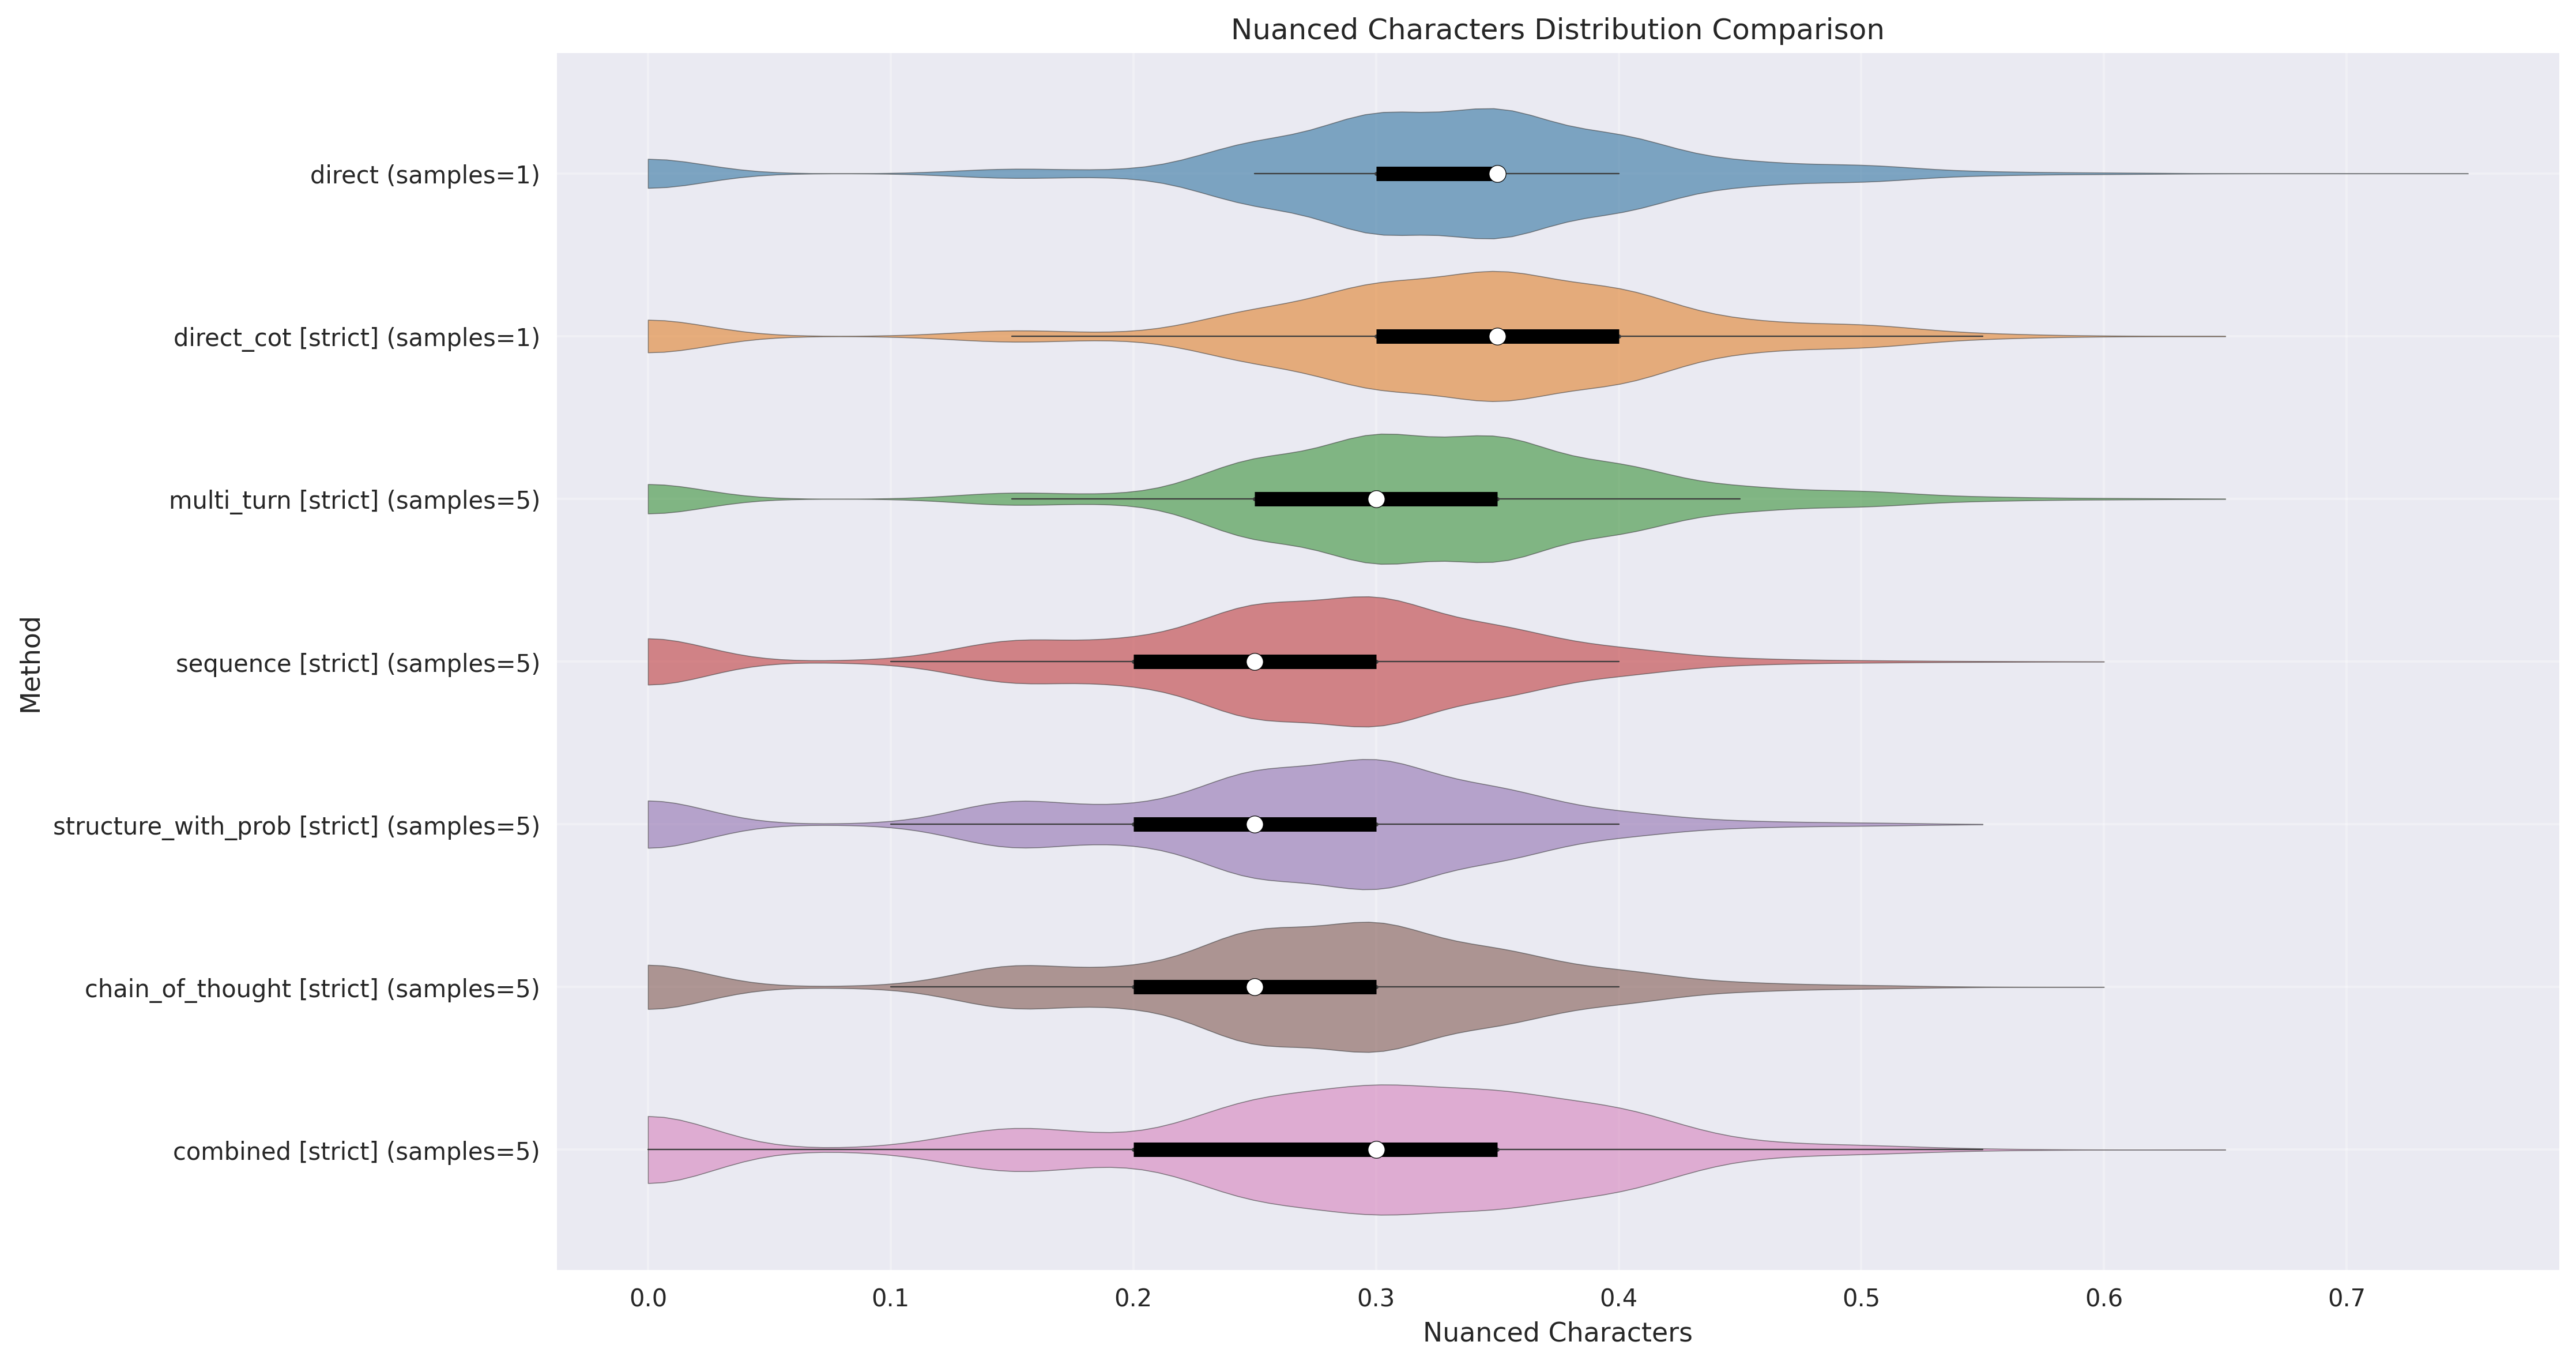 Nuanced Characters Distribution Comparison
direct (samples=1)
direct_cot [strict] (samples=1)
multi_turn [strict] (samples=5)
sequence [strict] (samples=5)
structure_with_prob [strict] (samples=5)
chain_of_thought [strict] (samples=5)
combined [strict] (samples=5)
Method
0.0 0.1 0.2 0.3 0.4 0.5 0.6 0.7
Nuanced Characters